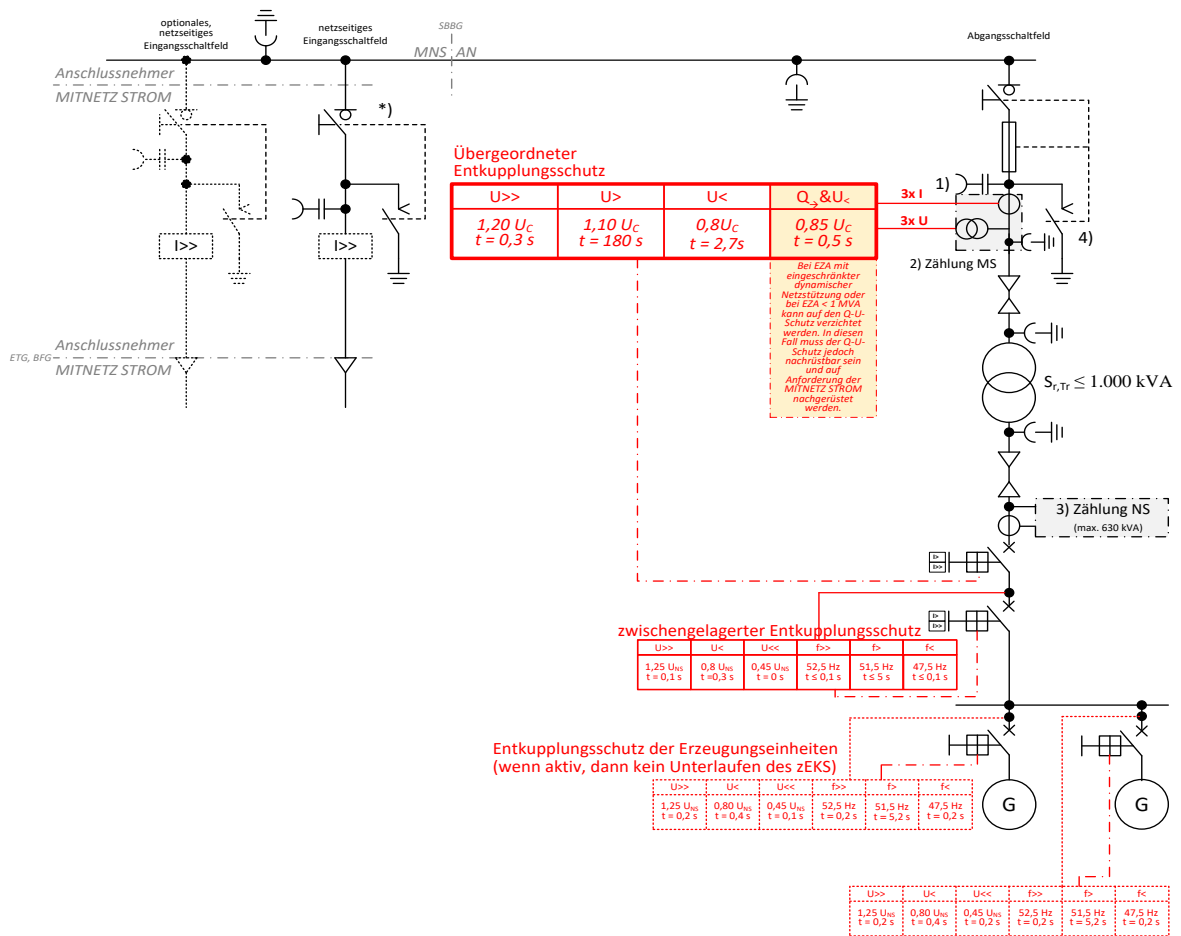 optionales,
netzseitiges
Eingangsschaltfeld
netzseitiges
Eingangsschaltfeld
SBBG
MNS AN
Abgangsschaltfeld
Anschlussnehmer
MITNETZ STROM
*)
I>>
I>>
Anschlussnehmer
ETG, BFG
MITNETZ STROM
Übergeordneter
Entkupplungsschutz
U>> U> U< Q→&U<
1,20 UC 1,10 UC 0,8UC 0,85 UC
t = 0,3 s t = 180 s t = 2,7s t = 0,5 s
Bei EZA mit
eingeschränkter
dynamischer
Netzstützung oder
bei EZA < 1 MVA
kann auf den Q-U-
Schutz verzichtet
werden. In diesen
Fall muss der Q-U-
Schutz jedoch
nachrüstbar sein
und auf
Anforderung der
MITNETZ STROM
nachgerüstet
werden.
3x I
3x U
1)
4)
2) Zählung MS
Sr,Tr ≤ 1.000 kVA
3) Zählung NS
(max. 630 kVA)
I>
I>>
I>
I>>
zwischengelagerter Entkupplungsschutz
U>> U< U<< f>> f> f<
1,25 UNS 0,8 UNS 0,45 UNS 52,5 Hz 51,5 Hz 47,5 Hz
t = 0,1 s t =0,3 s t = 0 s t ≤ 0,1 s t ≤ 5 s t ≤ 0,1 s
Entkupplungsschutz der Erzeugungseinheiten
(wenn aktiv, dann kein Unterlaufen des zEKS)
U>> U< U<< f>> f> f<
1,25 UNS 0,80 UNS 0,45 UNS 52,5 Hz 51,5 Hz 47,5 Hz
t = 0,2 s t = 0,4 s t = 0,1 s t = 0,2 s t = 5,2 s t = 0,2 s
G
G
U>> U< U<< f>> f> f<
1,25 UNS 0,80 UNS 0,45 UNS 52,5 Hz 51,5 Hz 47,5 Hz
t = 0,2 s t = 0,4 s t = 0,2 s t = 0,2 s t = 5,2 s t = 0,2 s